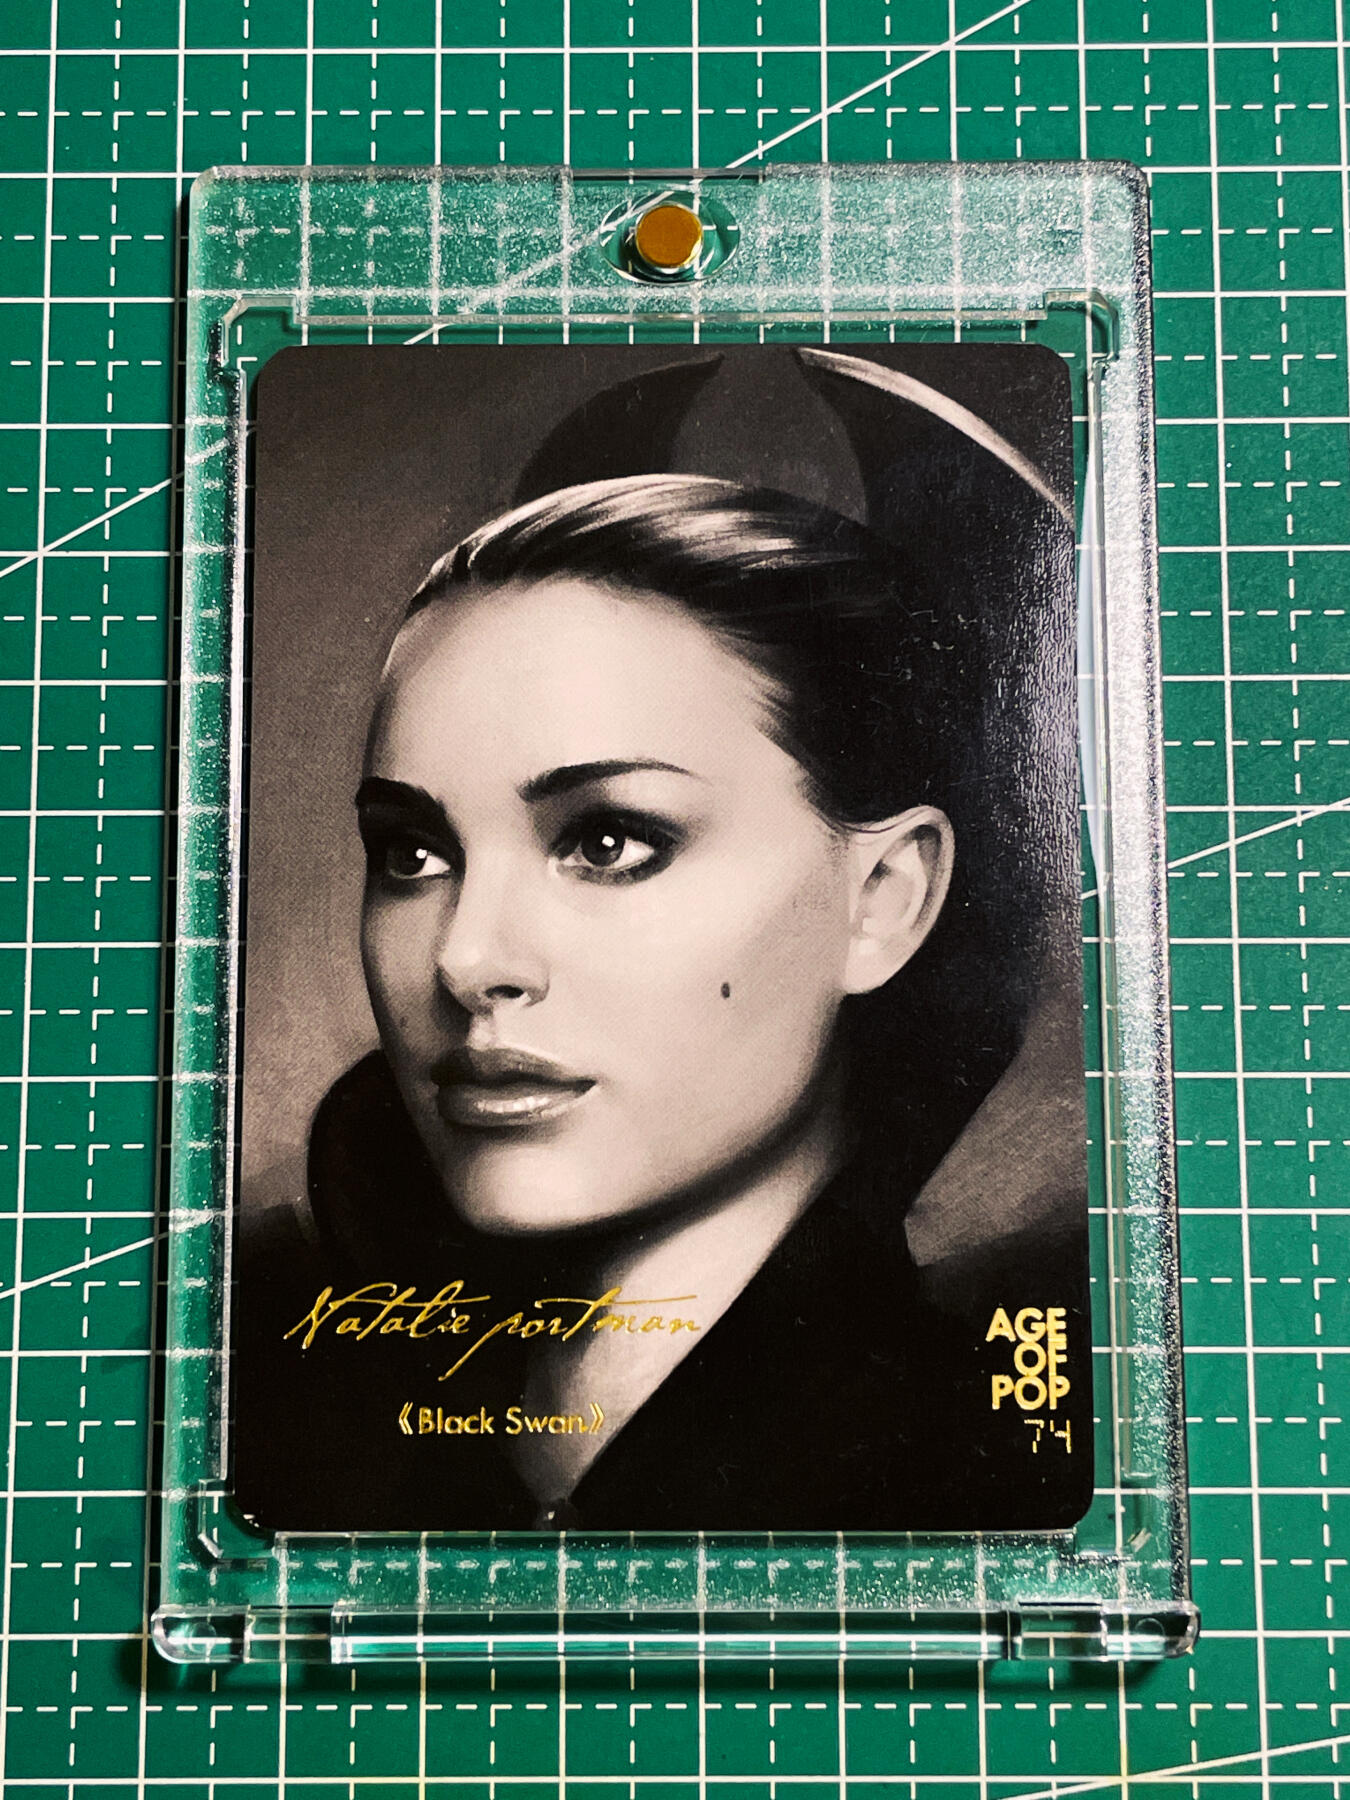 Natalie portman
《Black Swan》
AGE
OF
POP
74